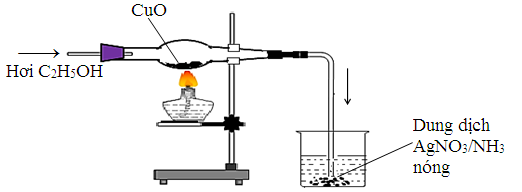 CuO
Hơi C2H5OH
Dung dịch
AgNO3/NH3
nóng